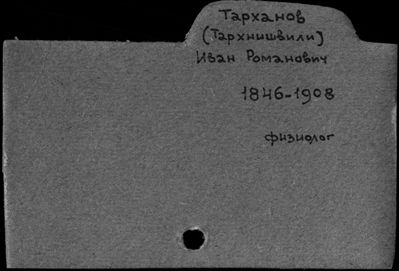 Тарханов
(Тархнишвили)
Иван Романович
1846-1908
физиолог